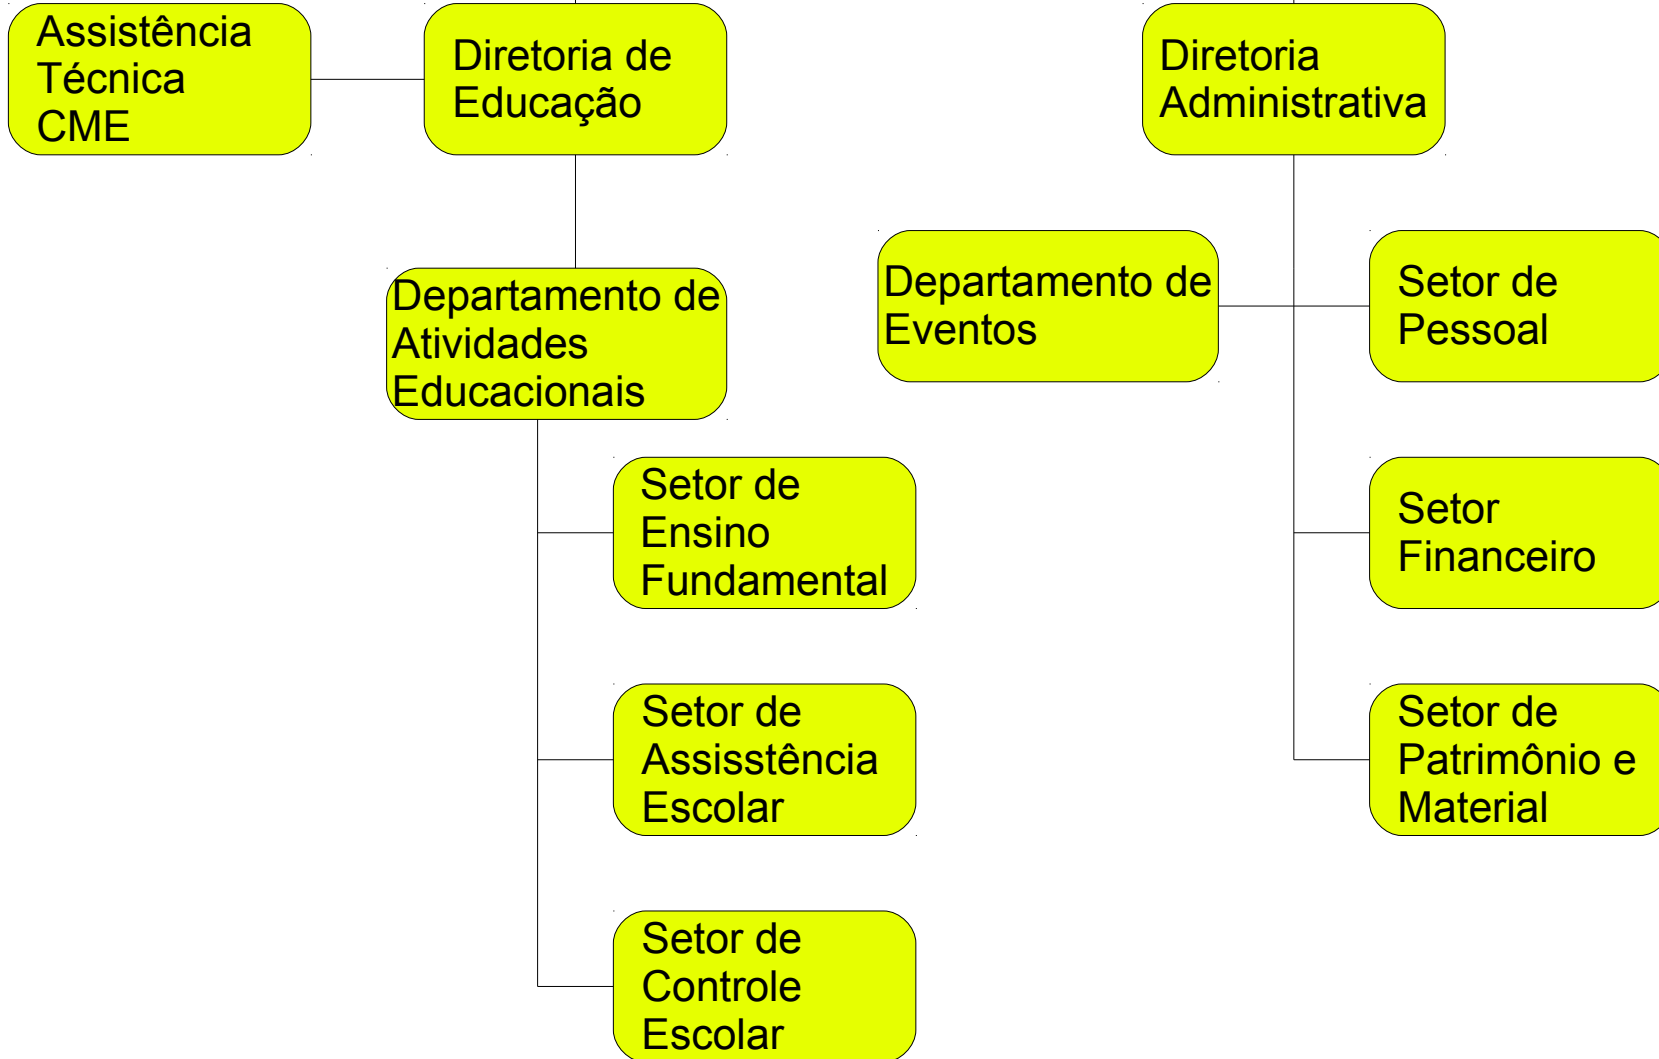 Assistência
Técnica
CME
Diretoria de
Educação
Diretoria
Administrativa
Departamento de
Atividades
Educacionais
Departamento de
Eventos
Setor de
Pessoal
Setor de
Ensino
Fundamental
Setor
Financeiro
Setor de
Assisstência
Escolar
Setor de
Patrimônio e
Material
Setor de
Controle
Escolar